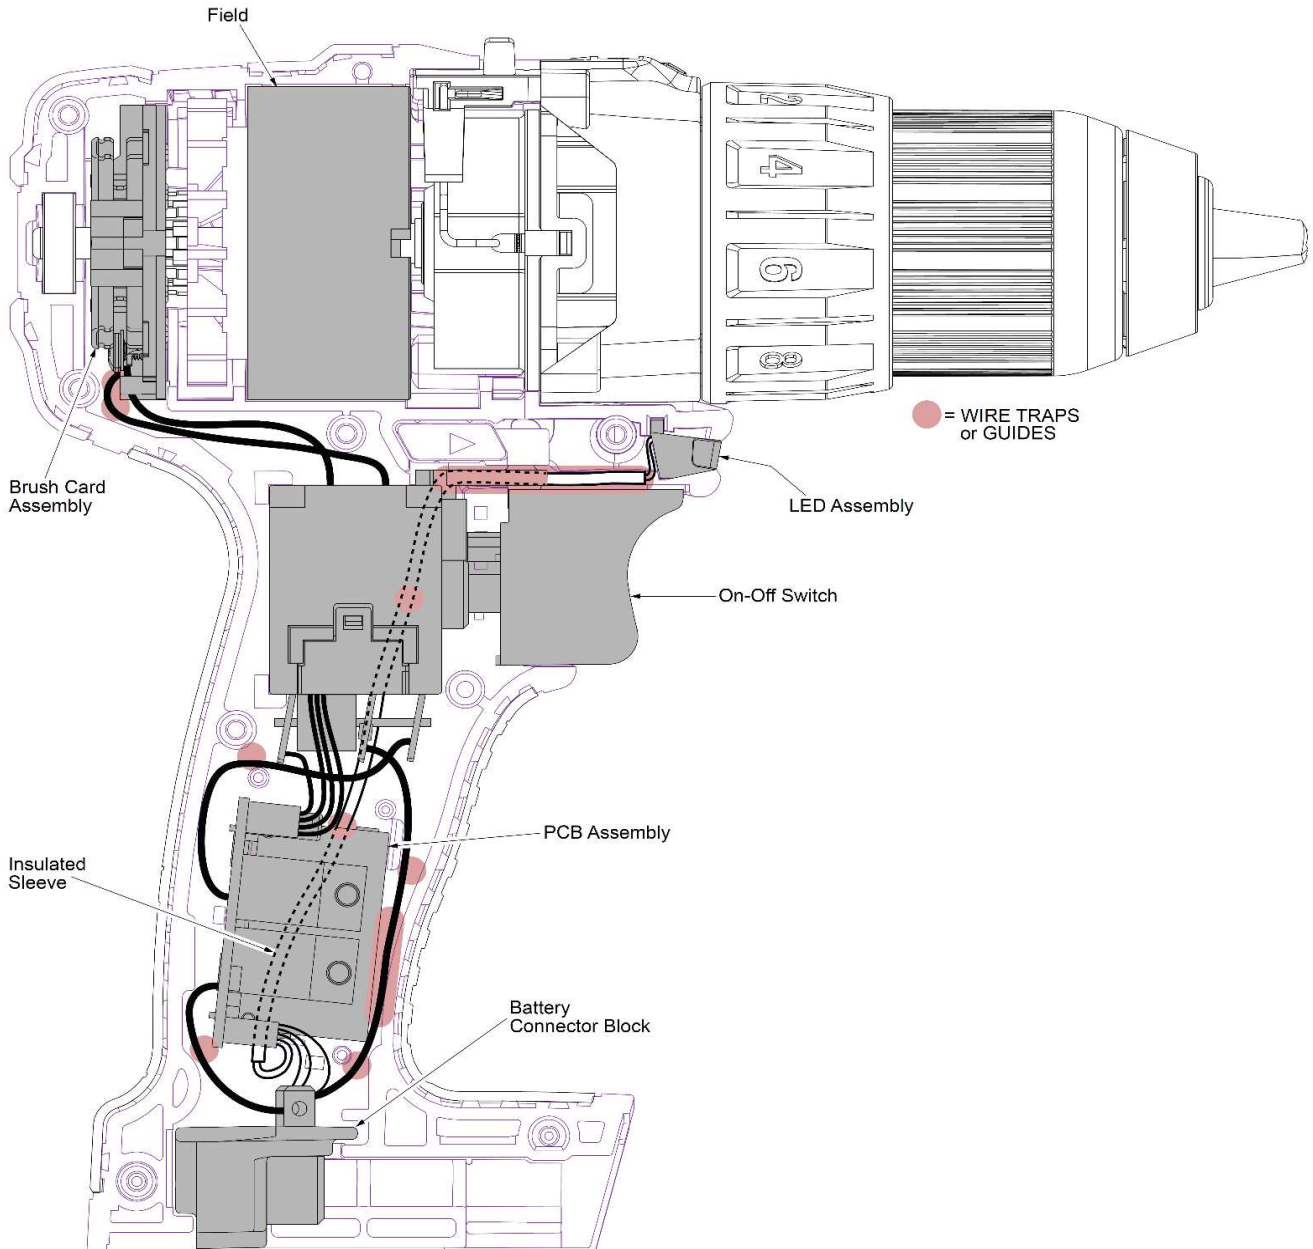 Field
2
4
6
8
= WIRE TRAPS
or GUIDES
Brush Card
Assembly
LED Assembly
On-Off Switch
PCB Assembly
Insulated
Sleeve
Battery
Connector Block